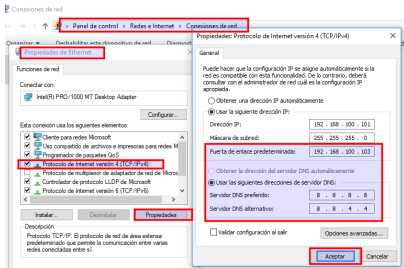 Conexiones de red
Panel de control › Redes e Internet › Conexiones de red
Organizar Deshabilitar este dispositivo de red Diagnost
Propiedades de Ethernet
Funciones de red
Conectar con:
Intel(R) PRO/1000 MT Desktop Adapter
Configurar...
Esta conexión usa los siguientes elementos:
Cliente para redes Microsoft
Uso compartido de archivos e impresoras para redes M
Programador de paquetes QoS
Protocolo de Internet versión 4 (TCP/IPv4)
Protocolo de multiplexor de adaptador de red de Micros
Controlador de protocolo LLDP de Microsoft
Protocolo de Internet versión 6 (TCP/IPv6)
Instalar...
Desinstalar
Propiedades
Descripción
Protocolo TCP/IP. El protocolo de red de área extensa
predeterminado que permite la comunicación entre varias
redes conectadas entre sí.
Propiedades: Protocolo de Internet versión 4 (TCP/IPv4)
General
Puede hacer que la configuración IP se asigne automáticamente si la
red es compatible con esta funcionalidad. De lo contrario, deberá
consultar con el administrador de red cuál es la configuración IP
apropiada.
Obtener una dirección IP automáticamente
Usar la siguiente dirección IP:
Dirección IP: 192 . 168 . 100 . 101
Máscara de subred: 255 . 255 . 255 . 0
Puerta de enlace predeterminada: 192 . 168 . 100 . 103
Obtener la dirección del servidor DNS automáticamente
Usar las siguientes direcciones de servidor DNS:
Servidor DNS preferido: 8 . 8 . 8 . 8
Servidor DNS alternativo: 8 . 8 . 4 . 4
Validar configuración al salir
Opciones avanzadas...
Aceptar
Cancelar